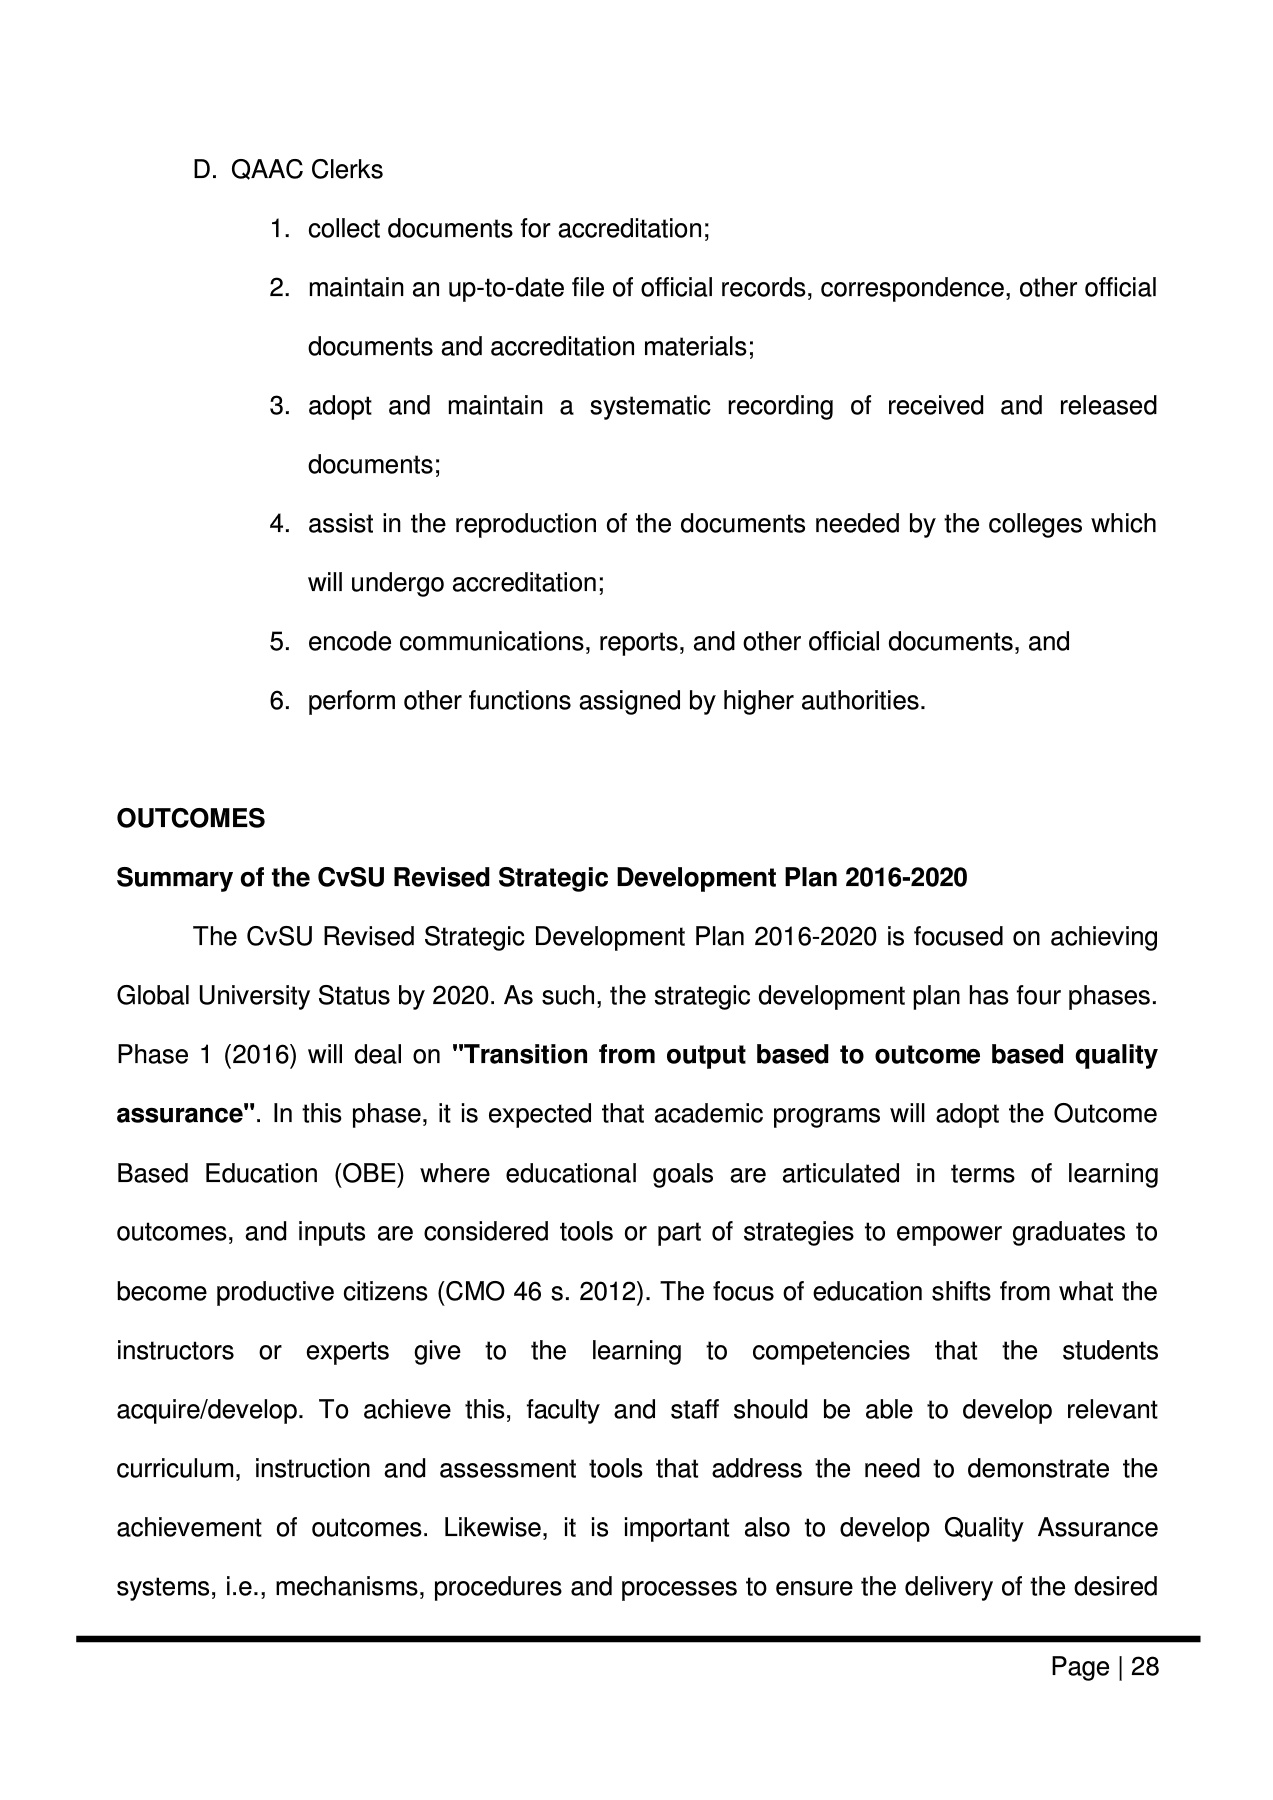 D. QAAC Clerks
1. collect documents for accreditation;
2. maintain an up-to-date file of official records, correspondence, other official
documents and accreditation materials;
3. adopt and maintain a systematic recording of received and released
documents;
4. assist in the reproduction of the documents needed by the colleges which
will undergo accreditation;
5. encode communications, reports, and other official documents, and
6. perform other functions assigned by higher authorities.
OUTCOMES
Summary of the CvSU Revised Strategic Development Plan 2016-2020
The CvSU Revised Strategic Development Plan 2016-2020 is focused on achieving
Global University Status by 2020. As such, the strategic development plan has four phases.
Phase 1 (2016) will deal on "Transition from output based to outcome based quality
assurance". In this phase, it is expected that academic programs will adopt the Outcome
Based Education (OBE) where educational goals are articulated in terms of learning
outcomes, and inputs are considered tools or part of strategies to empower graduates to
become productive citizens (CMO 46 s. 2012). The focus of education shifts from what the
instructors or experts give to the learning to competencies that the students
acquire/develop. To achieve this, faculty and staff should be able to develop relevant
curriculum, instruction and assessment tools that address the need to demonstrate the
achievement of outcomes. Likewise, it is important also to develop Quality Assurance
systems, i.e., mechanisms, procedures and processes to ensure the delivery of the desired
Page | 28